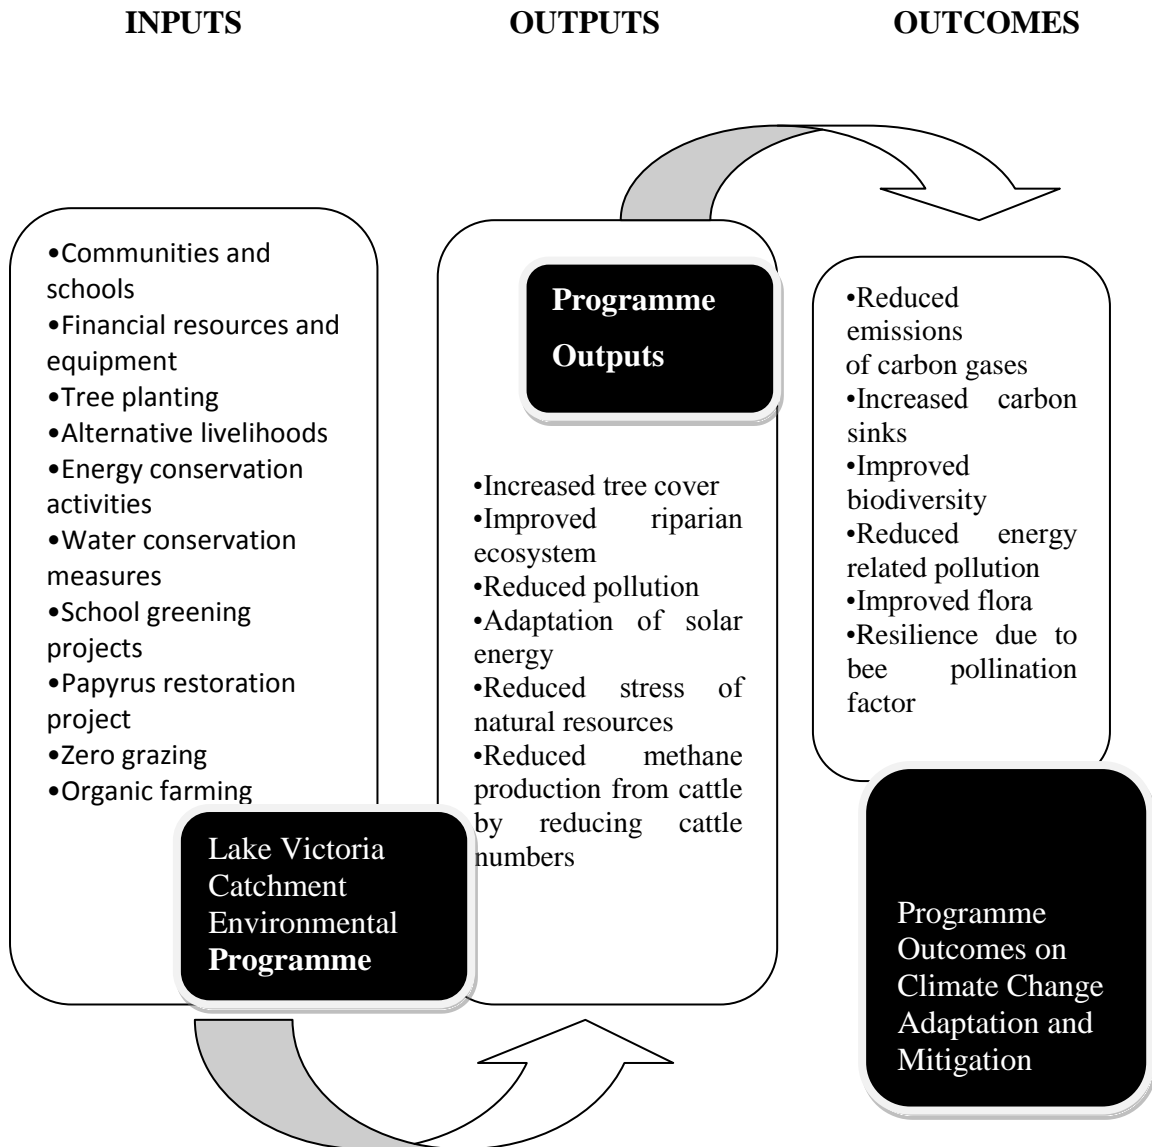 INPUTS
OUTPUTS
OUTCOMES
•Communities and
schools
•Financial resources and
equipment
•Tree planting
•Alternative livelihoods
•Energy conservation
activities
•Water conservation
measures
•School greening
projects
•Papyrus restoration
project
•Zero grazing
•Organic farming
Lake Victoria
Catchment
Environmental
Programme
Programme
Outputs
•Increased tree cover
•Improved riparian
ecosystem
•Reduced pollution
•Adaptation of solar
energy
•Reduced stress of
natural resources
•Reduced methane
production from cattle
by reducing cattle
numbers
•Reduced
emissions
of carbon gases
•Increased carbon
sinks
•Improved
biodiversity
•Reduced energy
related pollution
•Improved flora
•Resilience due to
bee pollination
factor
Programme
Outcomes on
Climate Change
Adaptation and
Mitigation